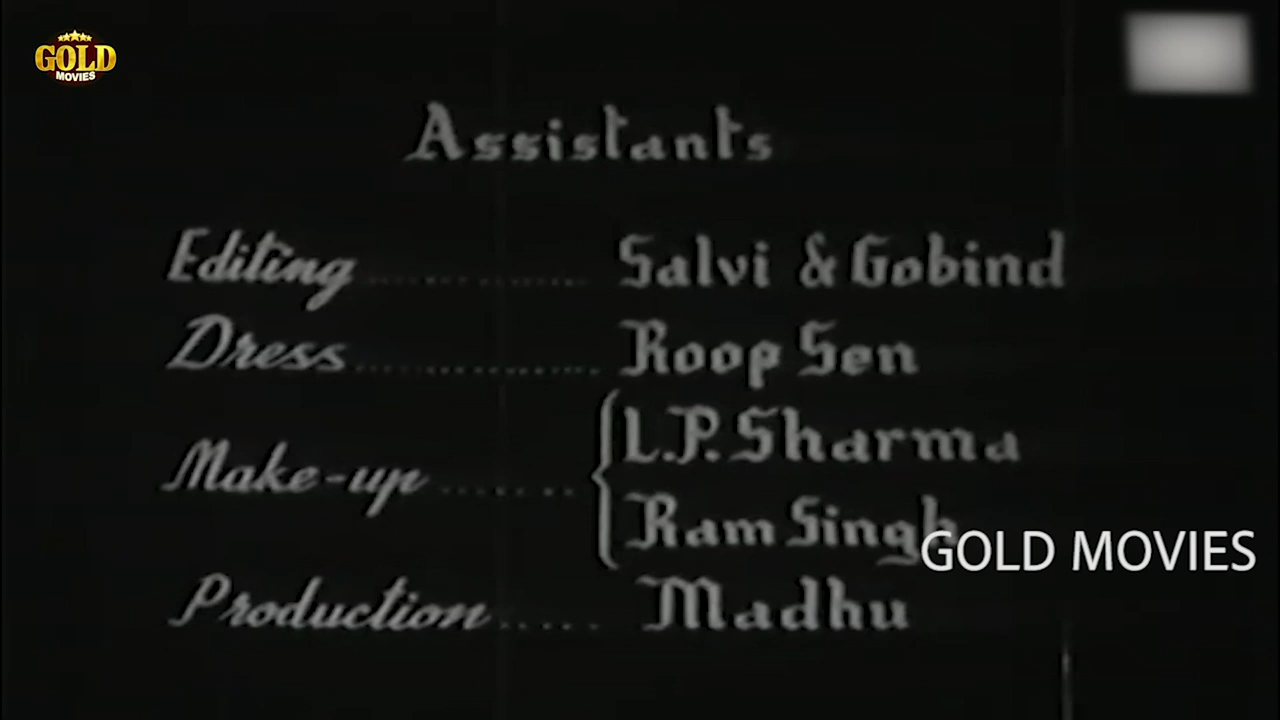 GOLD
MOVIES
Assistants
Editing .............. Salvi & Gobind
Dress .............. Roop Sen
Make-up ....... L.P. Sharma
Ram Singh
GOLD MOVIES
Production ..... Madhu